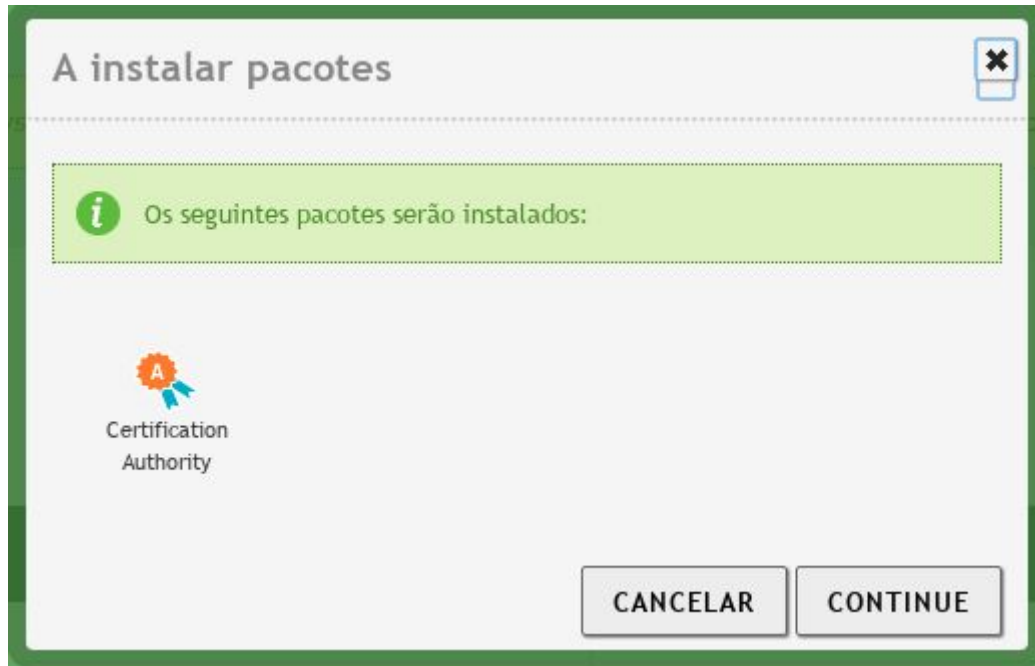 A instalar pacotes
Os seguintes pacotes serão instalados:
A
Certification
Authority
CANCELAR CONTINUE